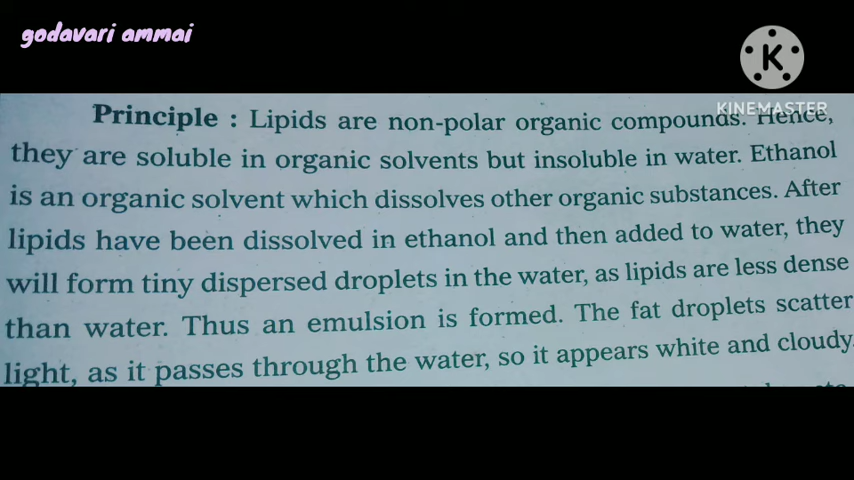 godavari ammai
KINEMASTER
Principle : Lipids are non-polar organic compounds. Hence,
they are soluble in organic solvents but insoluble in water. Ethanol
is an organic solvent which dissolves other organic substances. After
lipids have been dissolved in ethanol and then added to water, they
will form tiny dispersed droplets in the water, as lipids are less dense
than water. Thus an emulsion is formed. The fat droplets scatter
light, as it passes through the water, so it appears white and cloudy